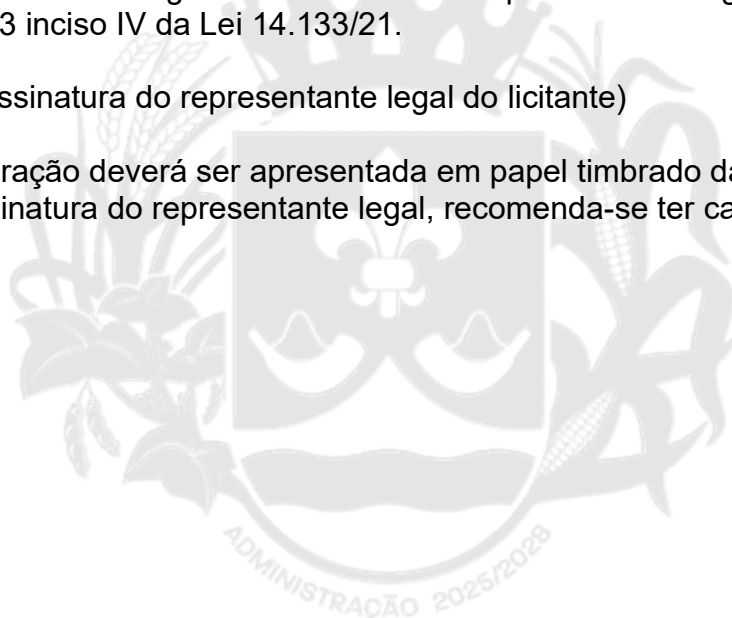 3 inciso IV da Lei 14.133/21.
ssinatura do representante legal do licitante)
ração deverá ser apresentada em papel timbrado da
inatura do representante legal, recomenda-se ter ca
ADMINISTRAÇÃO 2025/2028